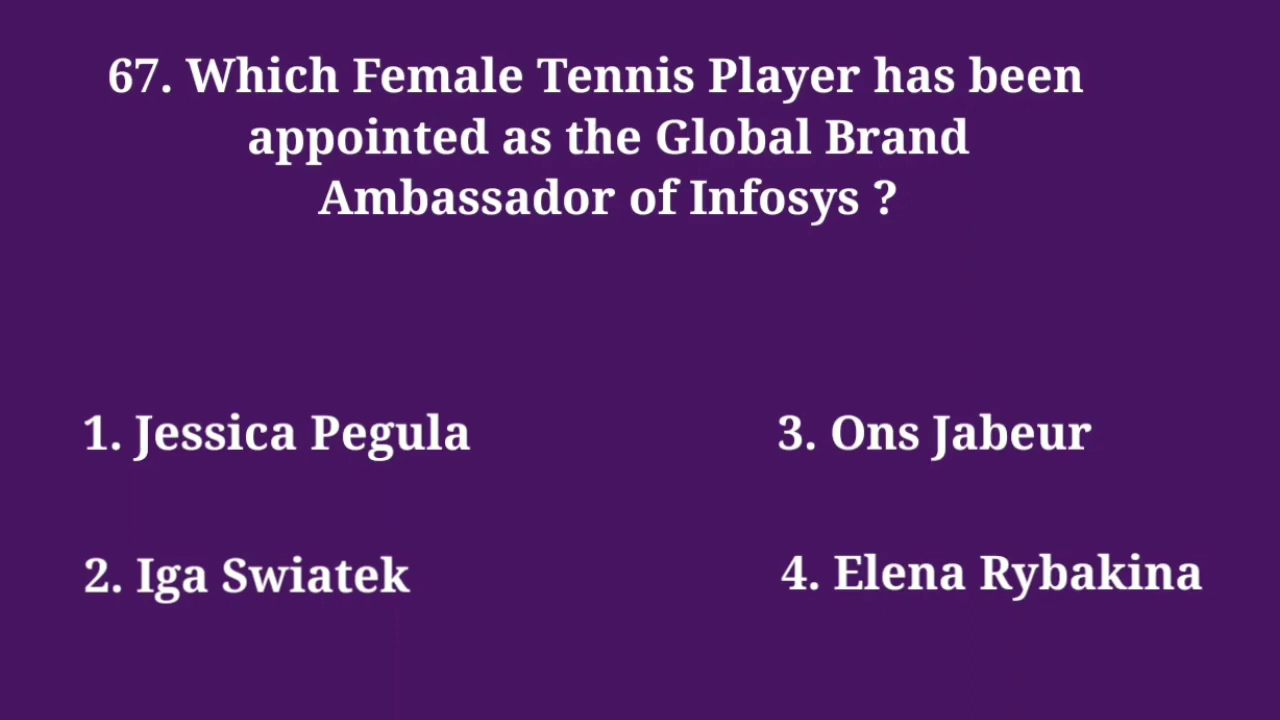 67. Which Female Tennis Player has been
appointed as the Global Brand
Ambassador of Infosys ?
1. Jessica Pegula
2. Iga Swiatek
3. Ons Jabeur
4. Elena Rybakina